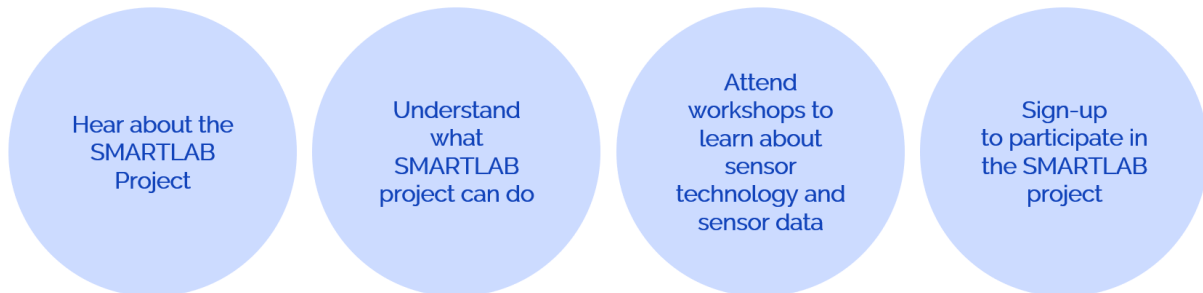 Hear about the
SMARTLAB
Project
Understand
what
SMARTLAB
project can do
Attend
workshops to
learn about
sensor
technology and
sensor data
Sign-up
to participate in
the SMARTLAB
project